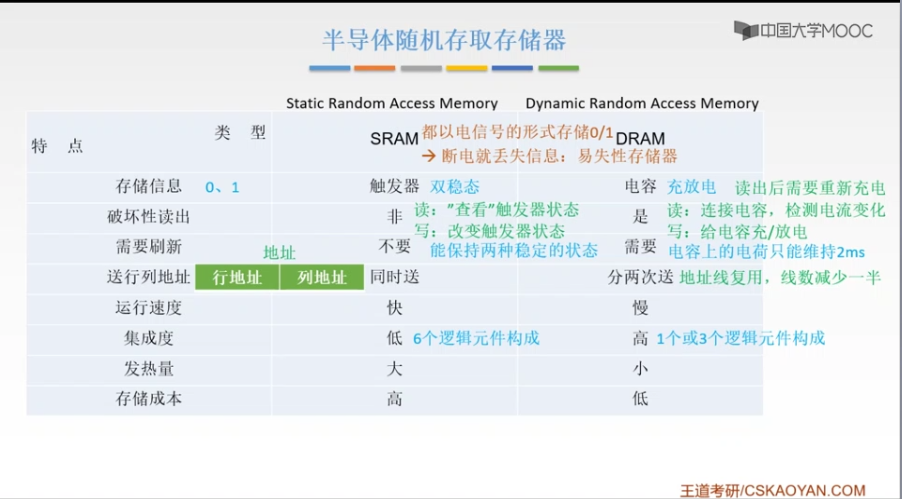 半导体随机存取存储器
中国大学MOOC
Static Random Access Memory Dynamic Random Access Memory
类 型
特 点
SRAM 都以电信号的形式存储0/1 DRAM
→ 断电就丢失信息：易失性存储器
存储信息 0、1 触发器 双稳态 电容 充放电 读出后需要重新充电
破坏性读出 非 读："查看"触发器状态 是 读：连接电容，检测电流变化
写：改变触发器状态 写：给电容充/放电
需要刷新 不要 能保持两种稳定的状态 需要 电容上的电荷只能维持2ms
地址
送行列地址 行地址 列地址 同时送 分两次送 地址线复用，线数减少一半
运行速度 快 慢
集成度 低 6个逻辑元件构成 高 1个或3个逻辑元件构成
发热量 大 小
存储成本 高 低
王道考研/CSKAOYAN.COM